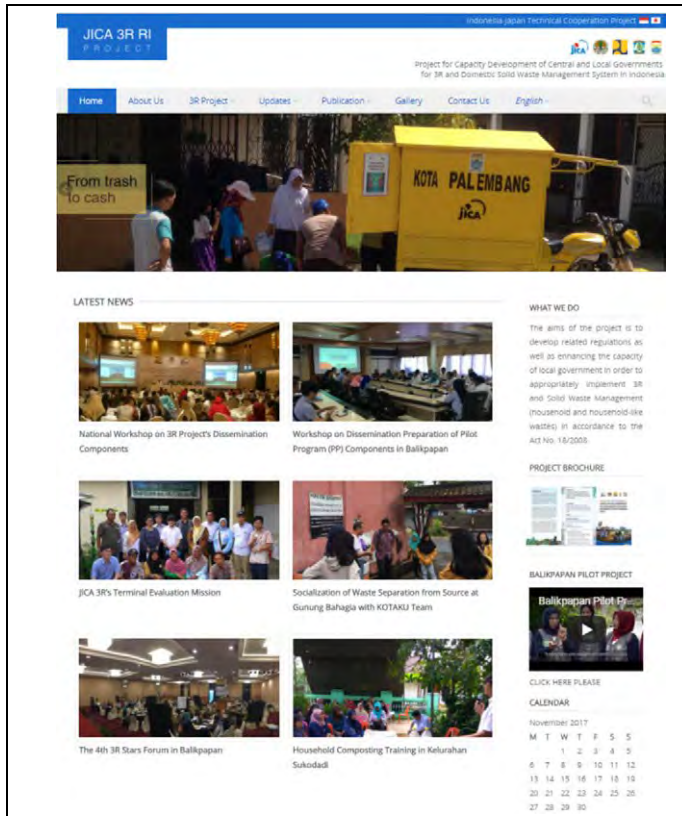 Indonesia Japan Technical Cooperation Project
JICA 3R RI
PROJECT
jica
Project for Capacity Development of Central and Local Governments
for 3R and Domestic Solid Waste Management System in Indonesia
Home About Us 3R Project Updates Publication Gallery Contact Us English
From trash
to cash
KOTA PALEMBANG
jica
LATEST NEWS
National Workshop on 3R Project's Dissemination
Components
Workshop on Dissemination Preparation of Pilot
Program (PP) Components in Balikpapan
JICA 3R's Terminal Evaluation Mission
Socialization of Waste Separation from Source at
Gunung Bahagia with KOTAKU Team
The 4th 3R Stars Forum in Balikpapan
Household Composting Training in Kelurahan
Sukodadi
WHAT WE DO
The aims of the project is to
develop related regulations as
well as enhancing the capacity
of local government in order to
appropriately implement 3R
and Solid Waste Management
(household and household-like
wastes) in accordance to the
Act No. 18/2008.
PROJECT BROCHURE
BALIKPAPAN PILOT PROJECT
Balikpapan Pilot Pr...
CLICK HERE PLEASE
CALENDAR
November 2017
M T W T F S S
1 2 3 4 5
6 7 8 9 10 11 12
13 14 15 16 17 18 19
20 21 22 23 24 25 26
27 28 29 30